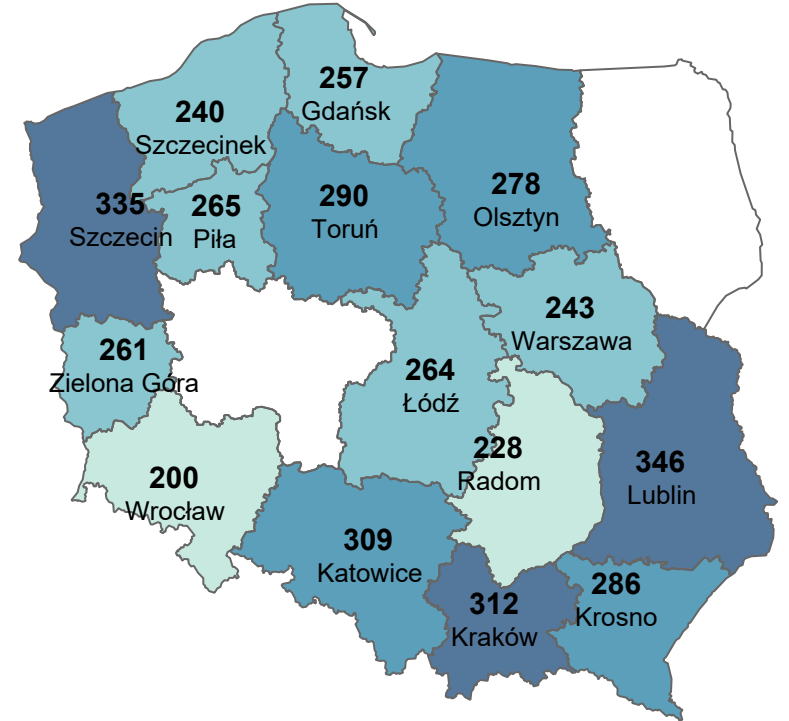 257
Gdańsk
240
Szczecinek
278
Olsztyn
290
Toruń
335
Szczecin
265
Piła
243
Warszawa
261
Zielona Góra
264
Łódź
228
Radom
346
Lublin
200
Wrocław
309
Katowice
286
Krosno
312
Kraków